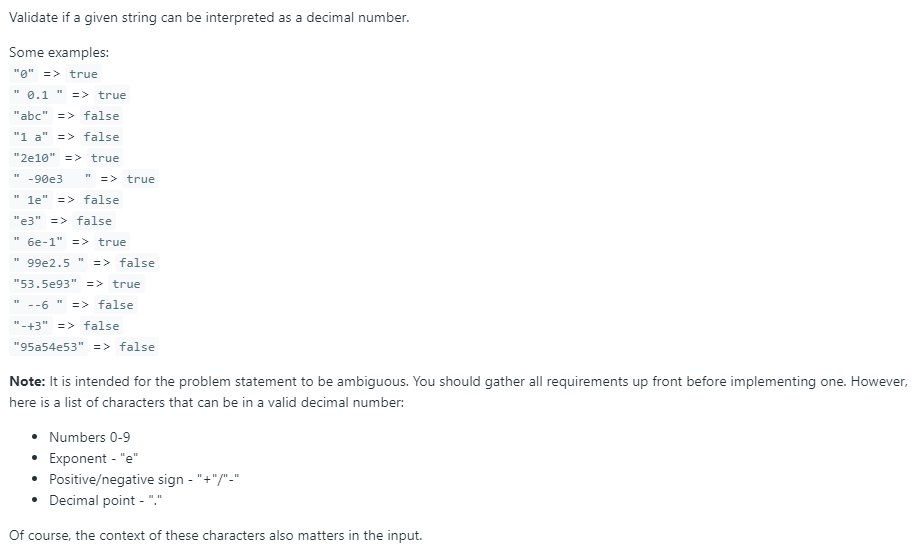 Validate if a given string can be interpreted as a decimal number.
Some examples:
"0" => true
" 0.1 " => true
"abc" => false
"1 a" => false
"2e10" => true
" -90e3   " => true
" 1e" => false
"e3" => false
" 6e-1" => true
" 99e2.5 " => false
"53.5e93" => true
" --6 " => false
"-+3" => false
"95a54e53" => false
Note: It is intended for the problem statement to be ambiguous. You should gather all requirements up front before implementing one. However,
here is a list of characters that can be in a valid decimal number:
• Numbers 0-9
• Exponent - "e"
• Positive/negative sign - "+"/"-"
• Decimal point - "."
Of course, the context of these characters also matters in the input.